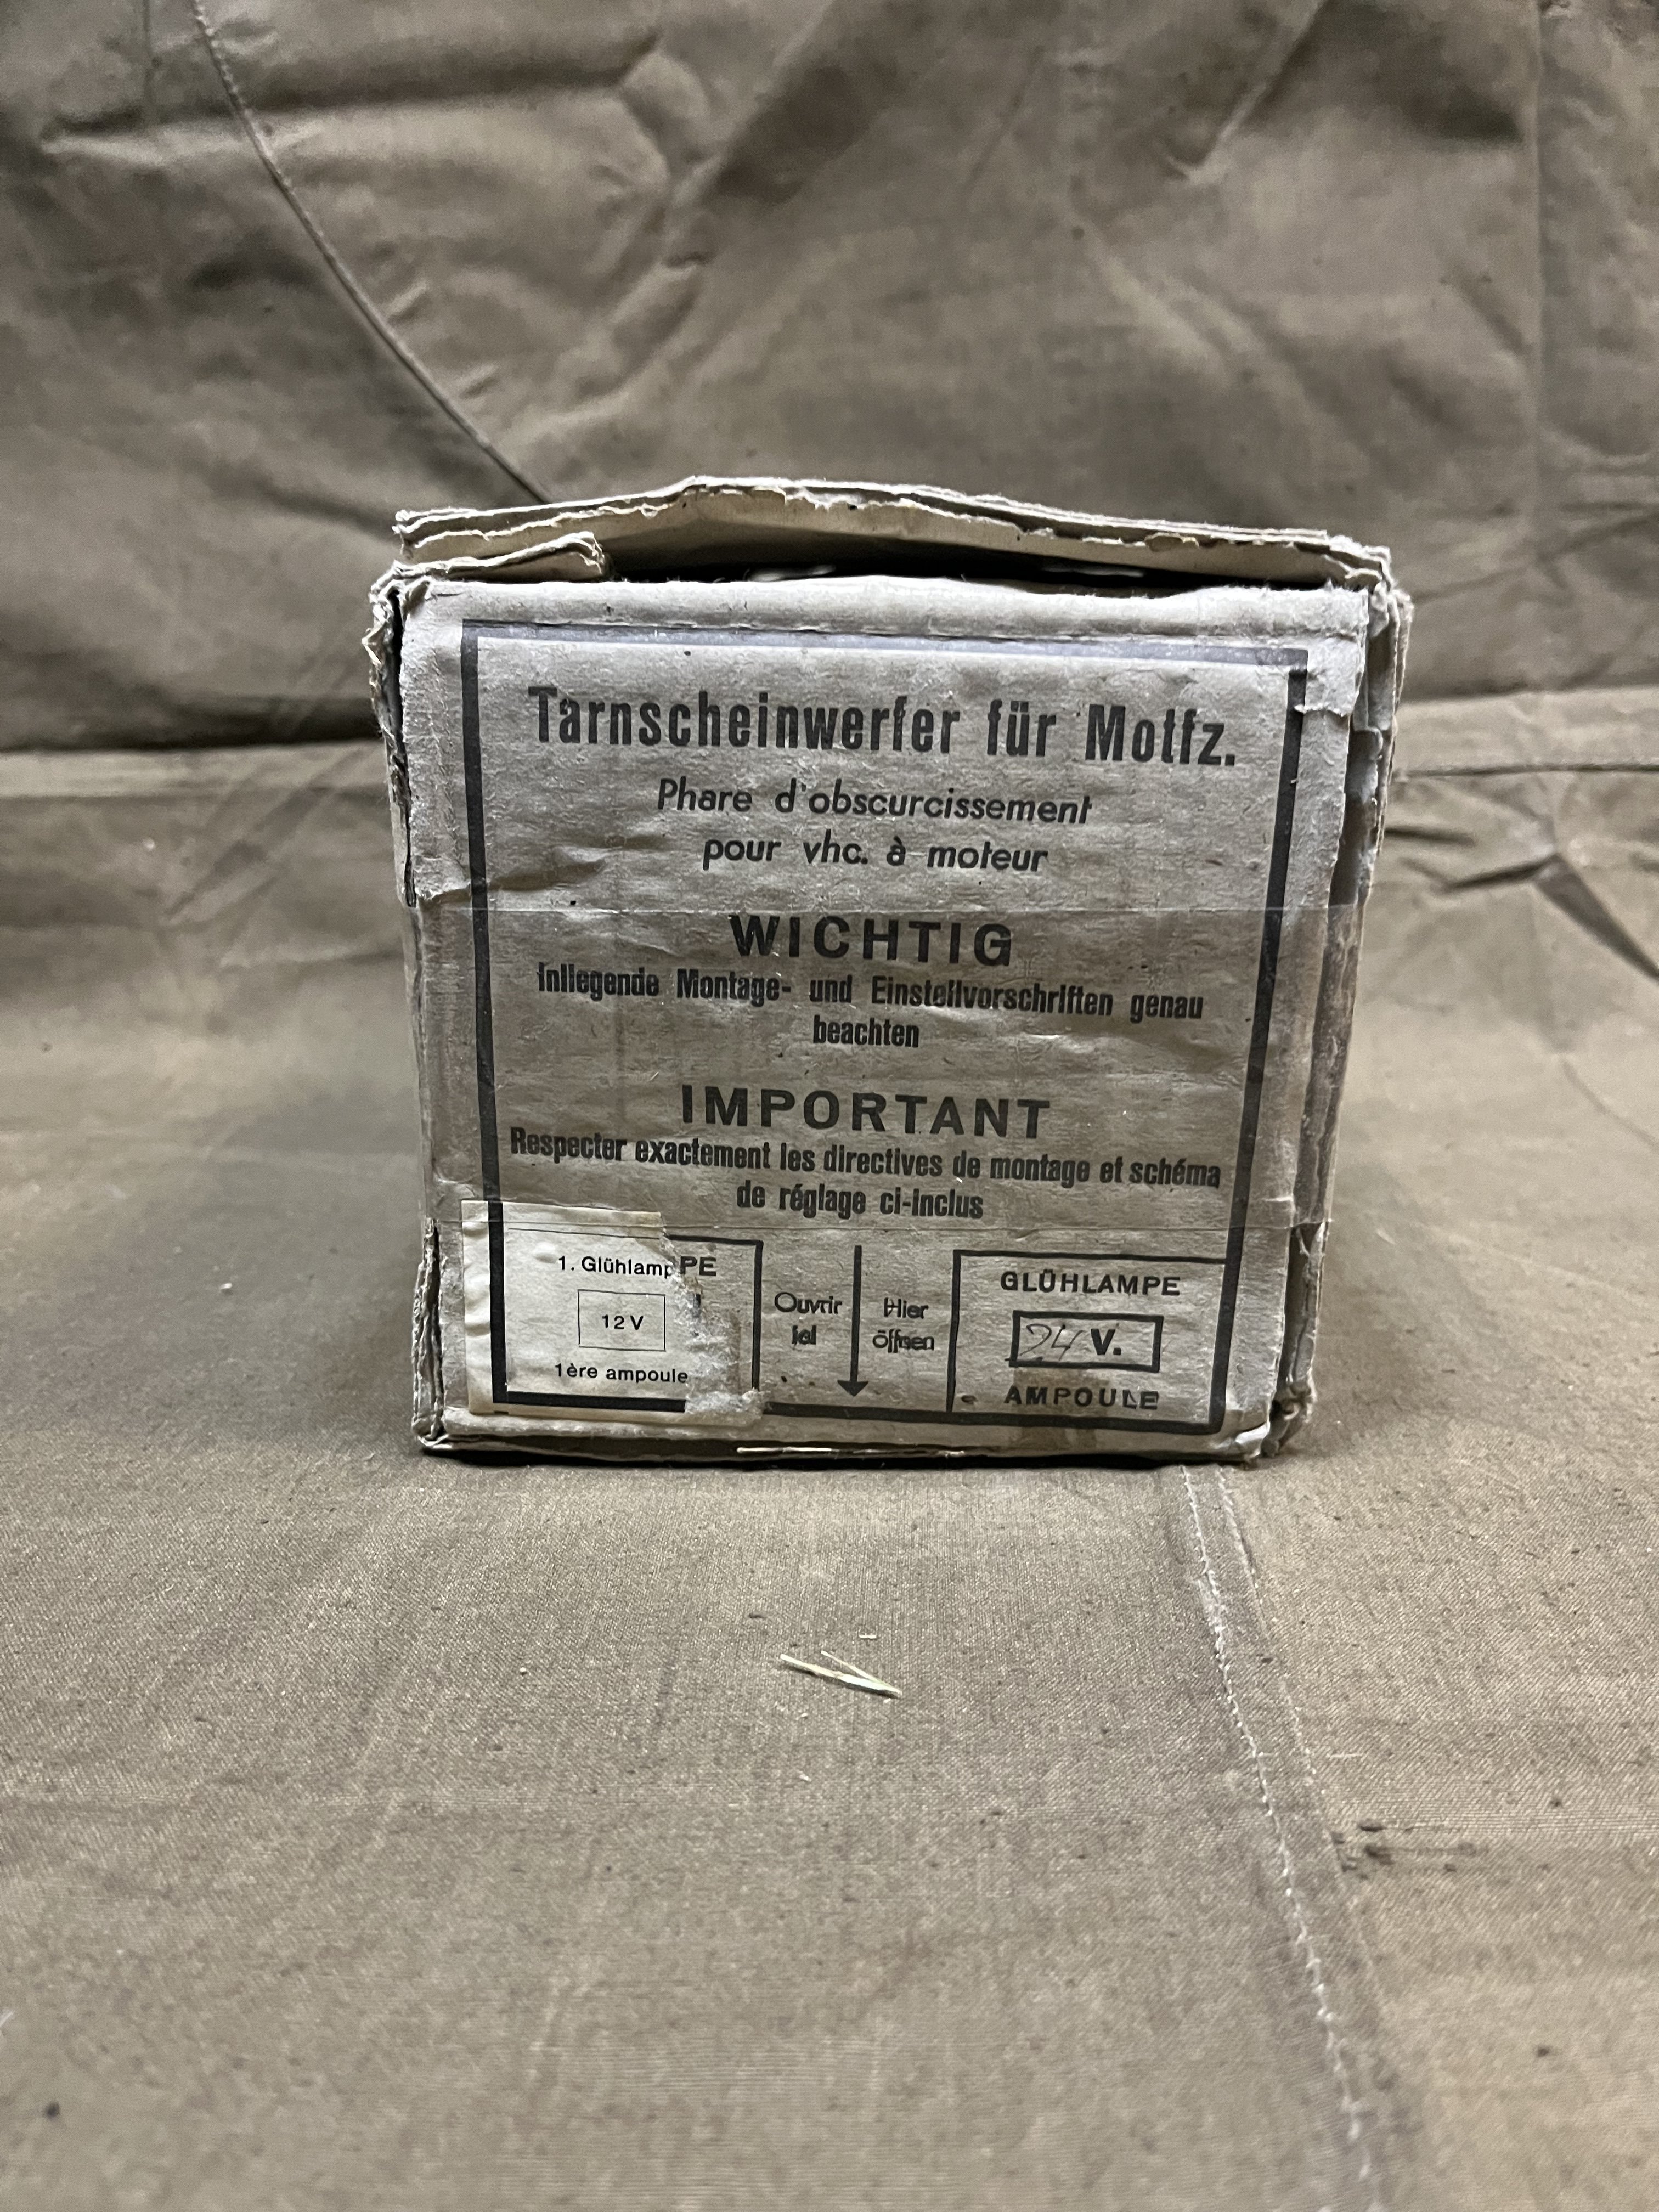 Tarnscheinwerfer für Motfz.
Phare d'obscurcissement
pour vhc. à moteur
WICHTIG
Inliegende Montage- und Einstellvorschriften genau
beachten
IMPORTANT
Respecter exactement les directives de montage et schéma
de réglage ci-inclus
1. Glühlampe PE
12 V
1ère ampoule
Ouvrir
ici
Hier
öffnen
GLÜHLAMPE
24 V.
AMPOULE